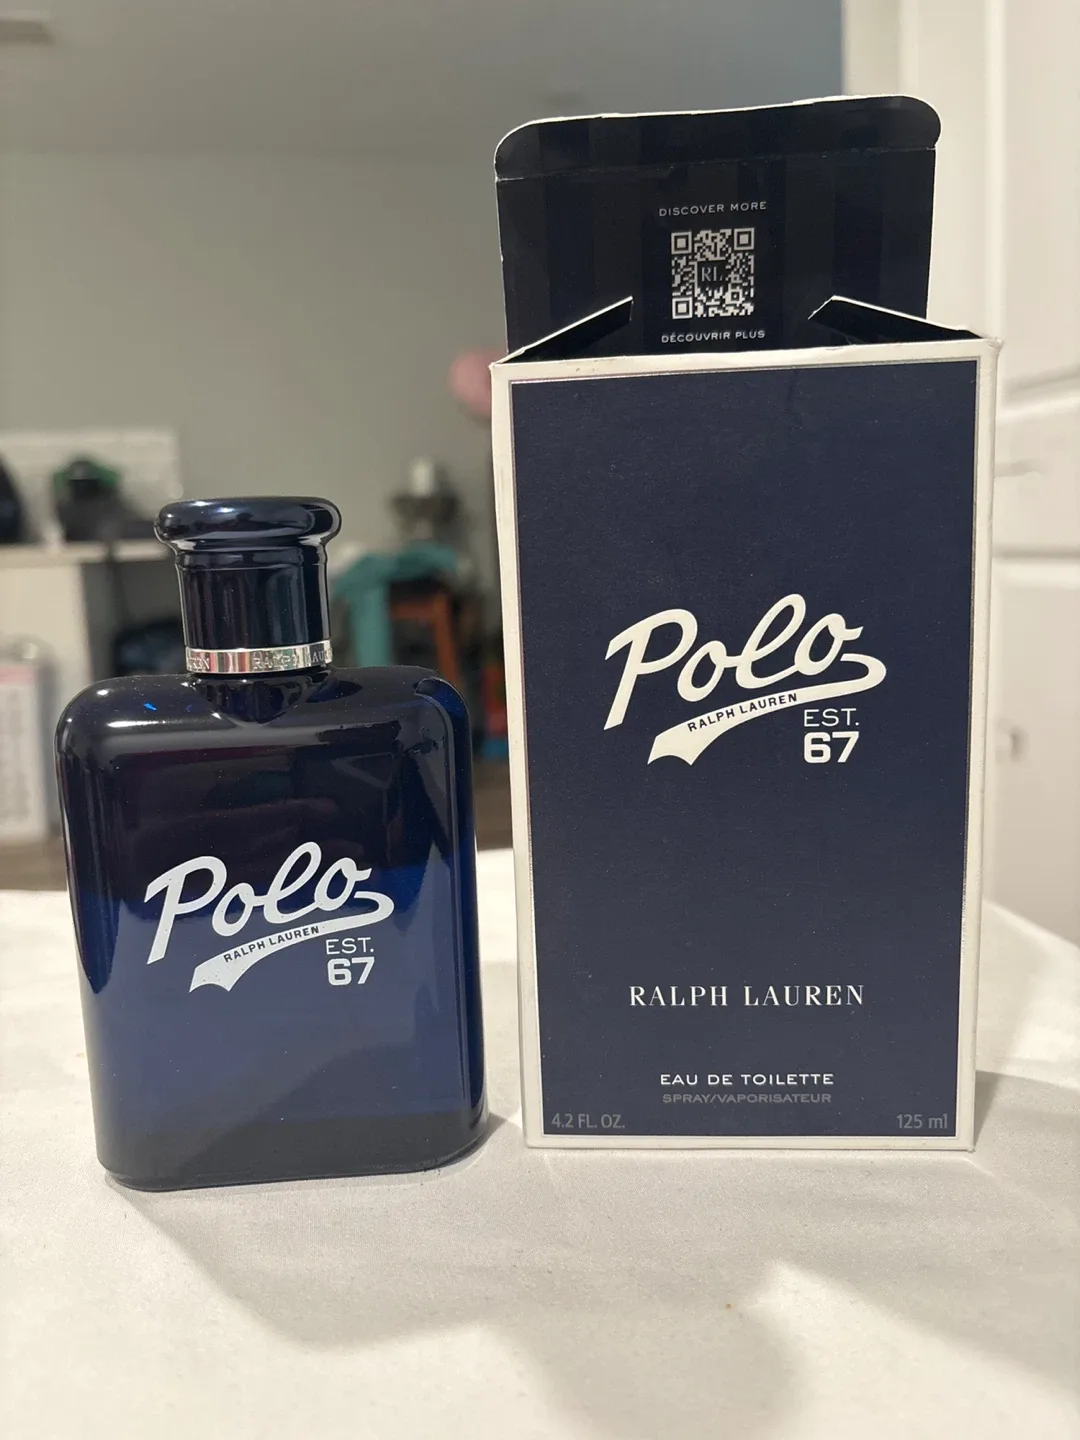 DISCOVER MORE
RL
DÉCOUVRIR PLUS
Polo
RALPH LAUREN
EST.
67
RALPH LAUREN
EAU DE TOILETTE
SPRAY/VAPORISATEUR
4.2 FL. OZ.
125 ml
RALPH
Polo
RALPH LAUREN
EST.
67